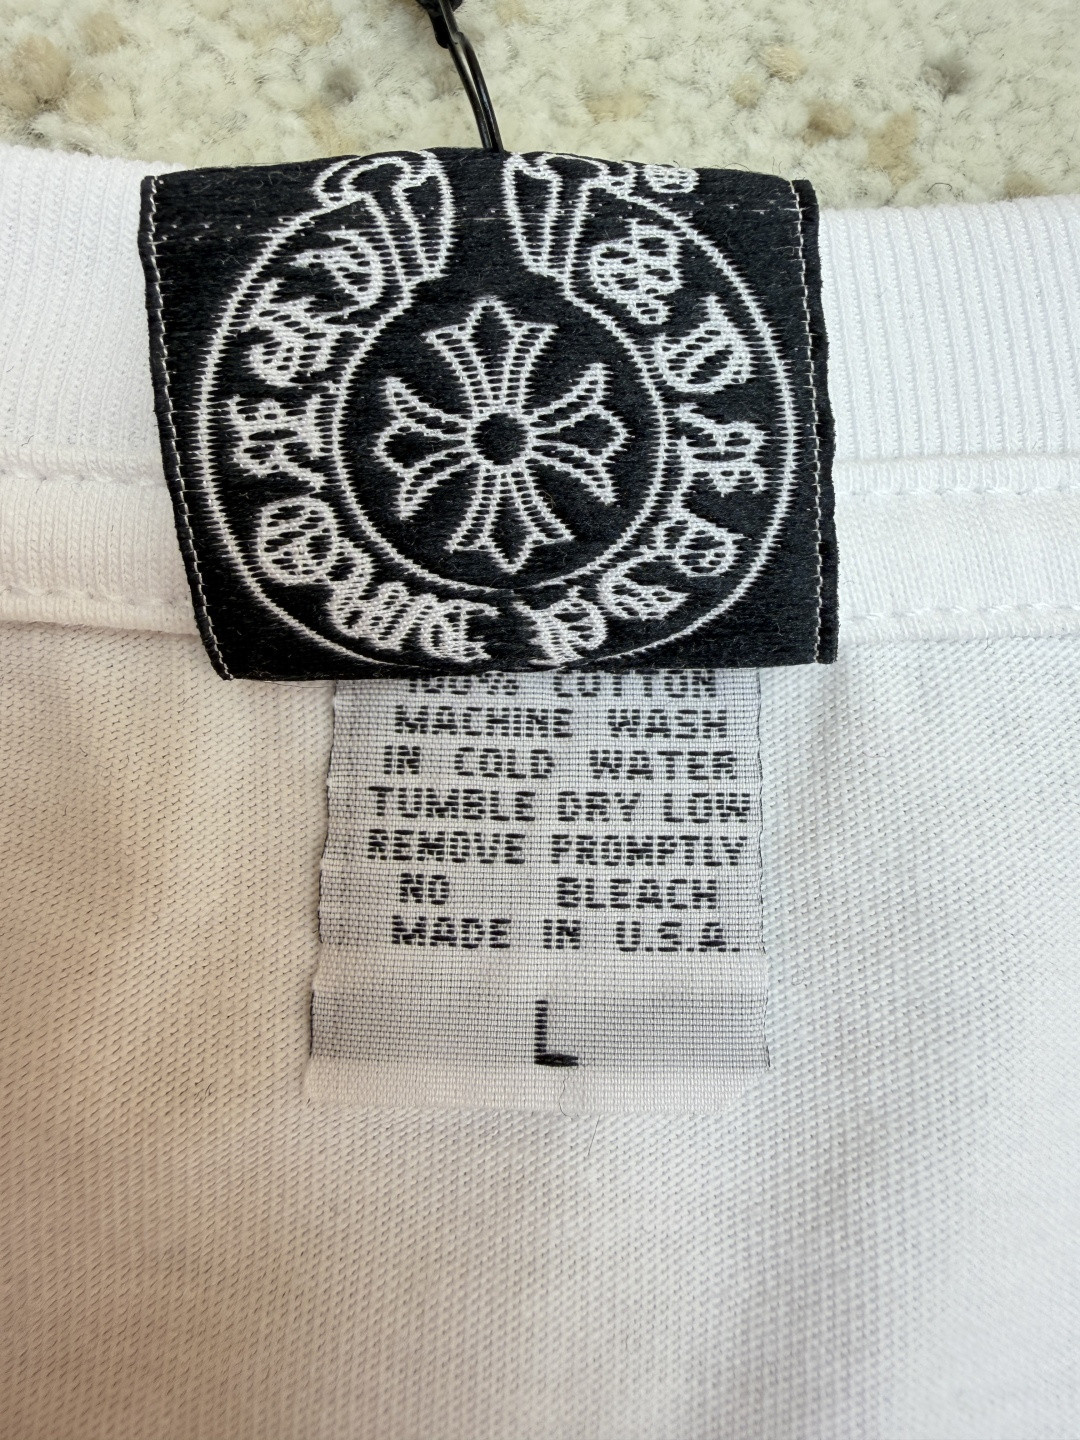 100% COTTON
MACHINE WASH
IN COLD WATER
TUMBLE DRY LOW
REMOVE PROMPTLY
NO BLEACH
MADE IN U.S.A.
L